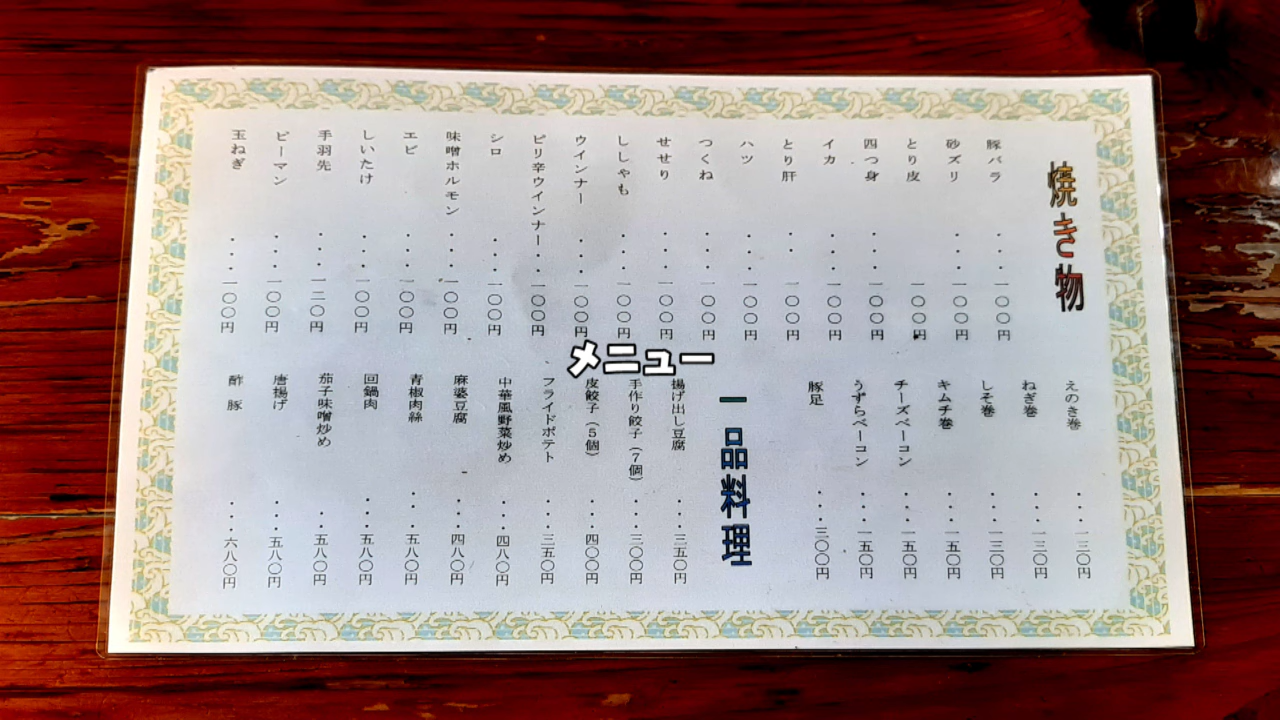 焼き物
豚バラ・・・一〇〇円
砂ズリ・・・一〇〇円
とり皮・・一〇〇円
四つ身・・・一〇〇円
イカ・・・一〇〇円
とり肝・・一〇〇円
ハツ・・・一〇〇円
つくね・・・一〇〇円
せせり・・・一〇〇円
ししゃも・・・一〇〇円
ウインナー・・・一〇〇円
ピリ辛ウインナー・・一〇〇円
シロ・・・一〇〇円
味噌ホルモン・・・一〇〇円
エビ・・・一〇〇円
しいたけ・・・一〇〇円
手羽先・・・一二〇円
ピーマン・・・一〇〇円
玉ねぎ・・・一〇〇円
えのき巻・・・一三〇円
ねぎ巻・・・一三〇円
しそ巻・・・一三〇円
キムチ巻・・・一五〇円
チーズベーコン・・・一五〇円
うずらベーコン・・・一五〇円
豚足・・・三〇〇円
一品料理
揚げ出し豆腐・・・三五〇円
手作り餃子（７個）・・・三〇〇円
皮餃子（５個）・・・四〇〇円
フライドポテト・・・三五〇円
中華風野菜炒め・・・四八〇円
麻婆豆腐・・・四八〇円
青椒肉絲・・・五八〇円
回鍋肉・・・五八〇円
茄子味噌炒め・・五八〇円
唐揚げ・・・五八〇円
酢豚・・・六八〇円
メニュー